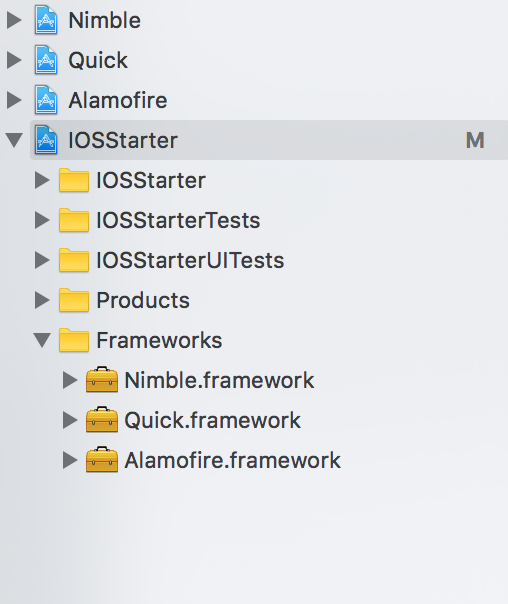 Nimble
Quick
Alamofire
IOSStarter M
IOSStarter
IOSStarterTests
IOSStarterUITests
Products
Frameworks
Nimble.framework
Quick.framework
Alamofire.framework